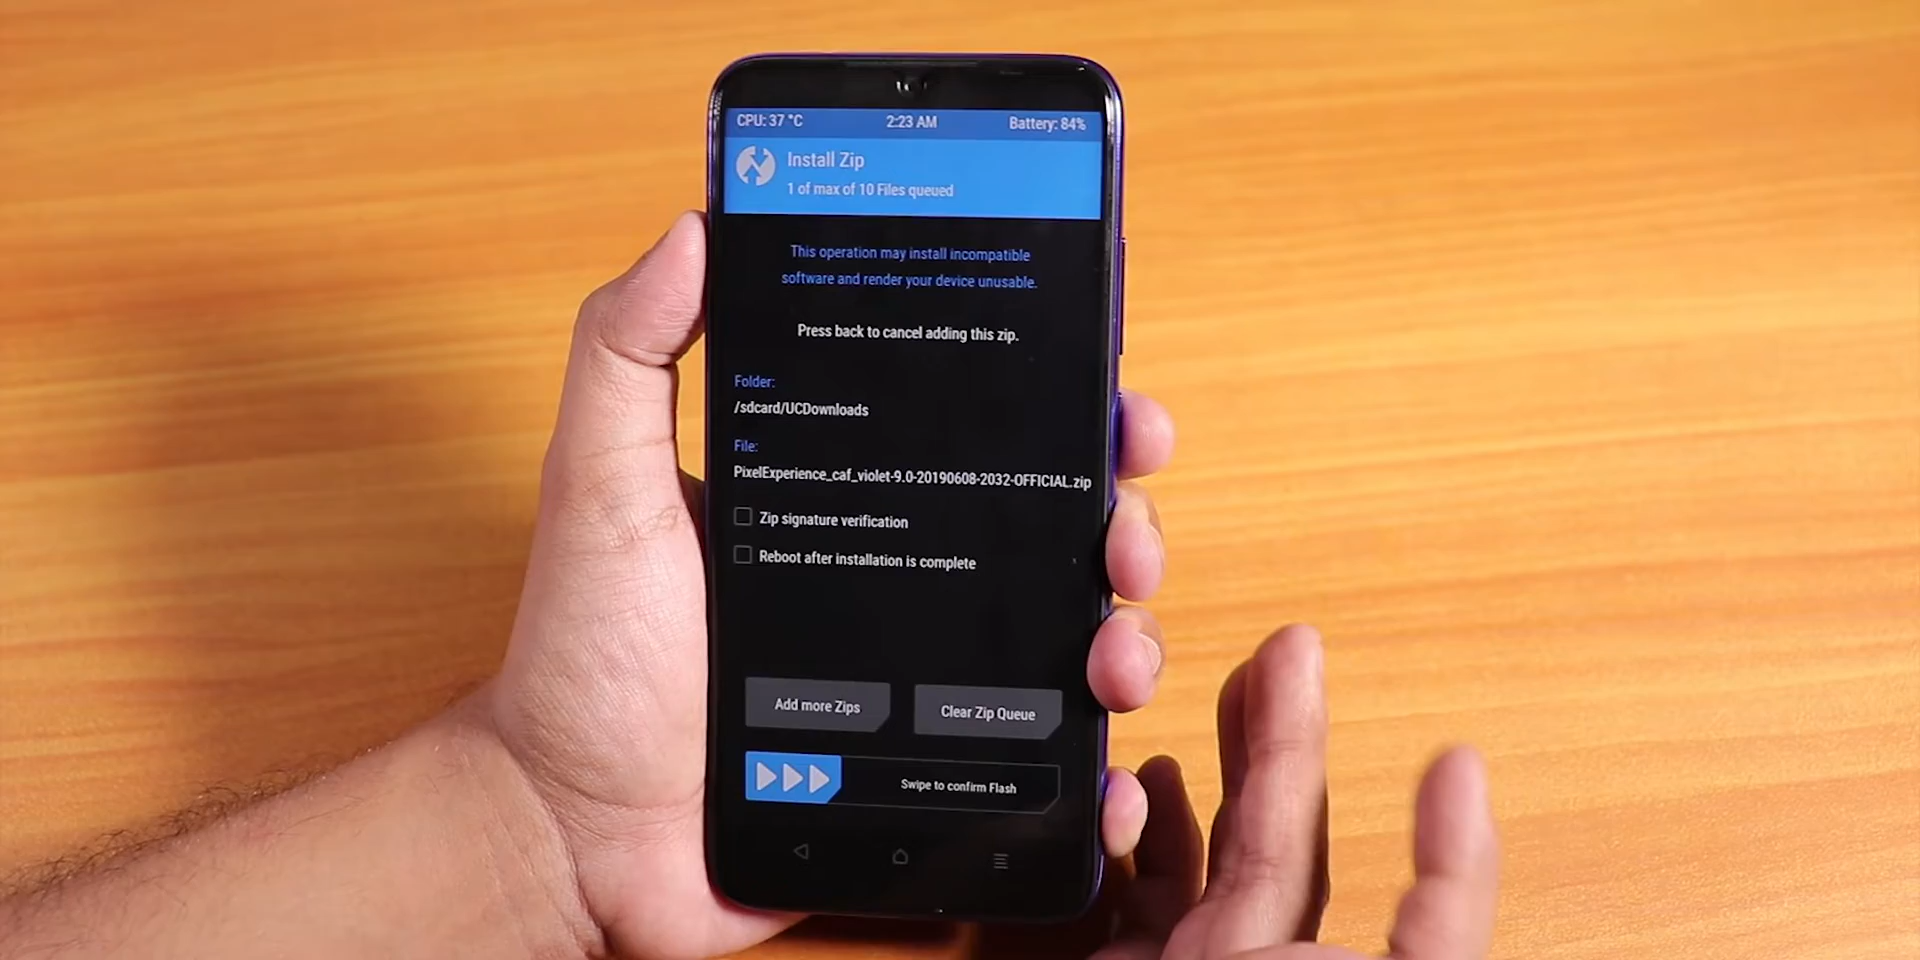 CPU: 37 °C 2:23 AM Battery: 84%
Install Zip
1 of max of 10 Files queued
This operation may install incompatible
software and render your device unusable.
Press back to cancel adding this zip.
Folder:
/sdcard/UCDownloads
File:
PixelExperience_caf_violet-9.0-20190608-2032-OFFICIAL.zip
Zip signature verification
Reboot after installation is complete
Add more Zips Clear Zip Queue
Swipe to confirm Flash